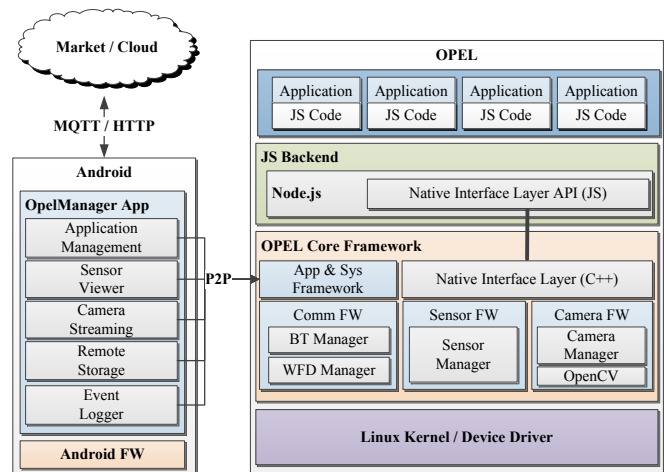 Market / Cloud
MQTT / HTTP
Android
OpelManager App
Application
Management
Sensor
Viewer
Camera
Streaming
Remote
Storage
Event
Logger
Android FW
P2P
OPEL
Application
JS Code
Application
JS Code
Application
JS Code
Application
JS Code
JS Backend
Node.js
Native Interface Layer API (JS)
OPEL Core Framework
App & Sys
Framework
Native Interface Layer (C++)
Comm FW
BT Manager
WFD Manager
Sensor FW
Sensor
Manager
Camera FW
Camera
Manager
OpenCV
Linux Kernel / Device Driver